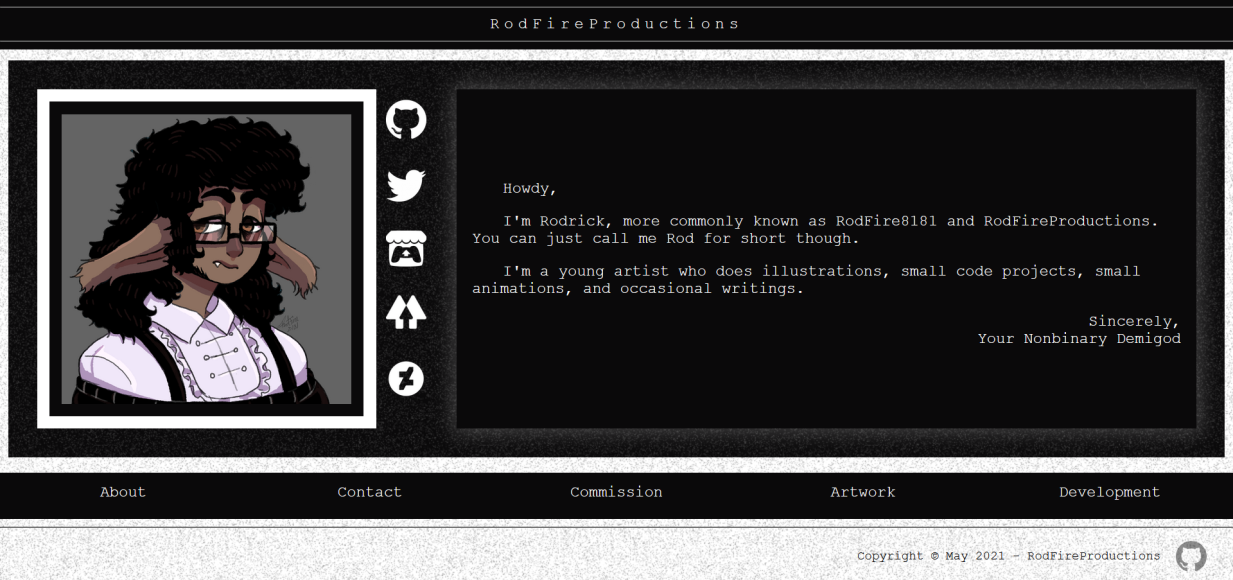 RodFireProductions
Howdy,
I'm Rodrick, more commonly known as RodFire8181 and RodFireProductions.
You can just call me Rod for short though.
I'm a young artist who does illustrations, small code projects, small
animations, and occasional writings.
Sincerely,
Your Nonbinary Demigod
About
Contact
Commission
Artwork
Development
Copyright © May 2021 - RodFireProductions